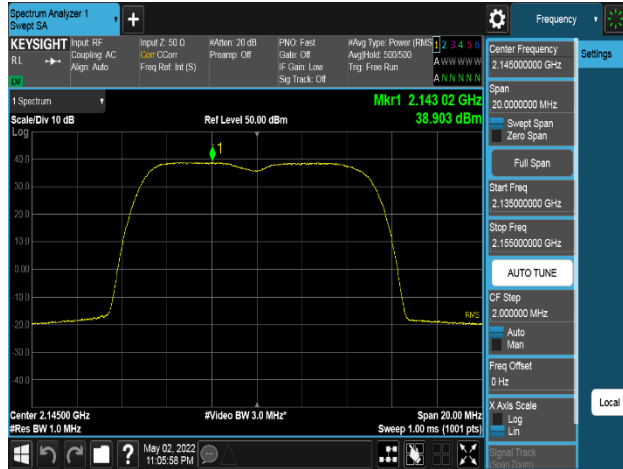 Spectrum Analyzer 1
Swept SA
+
Frequency
KEYSIGHT
RL
Input: RF
Coupling: AC
Align: Auto
Input Z: 50 Ω
Corr CCorr
Freq Ref: Int (S)
#Atten: 20 dB
Preamp: Off
PNO: Fast
Gate: Off
IF Gain: Low
Sig Track: Off
#Avg Type: Power (RMS
Avg|Hold: 500/500
Trig: Free Run
1 2 3 4 5 6
A W W W W W
A N N N N N
1 Spectrum
Scale/Div 10 dB
Log
Ref Level 50.00 dBm
Mkr1 2.143 02 GHz
38.903 dBm
1
40.0
30.0
20.0
10.0
0.00
-10.0
-20.0
-30.0
-40.0
RMS
Center 2.14500 GHz
#Res BW 1.0 MHz
#Video BW 3.0 MHz*
Span 20.00 MHz
Sweep 1.00 ms (1001 pts)
May 02, 2022
11:05:58 PM
Center Frequency
2.145000000 GHz
Settings
Span
20.0000000 MHz
Swept Span
Zero Span
Full Span
Start Freq
2.135000000 GHz
Stop Freq
2.155000000 GHz
AUTO TUNE
CF Step
2.000000 MHz
Auto
Man
Freq Offset
0 Hz
X Axis Scale
Log
Lin
Local
Signal Track
(Span Zoom)